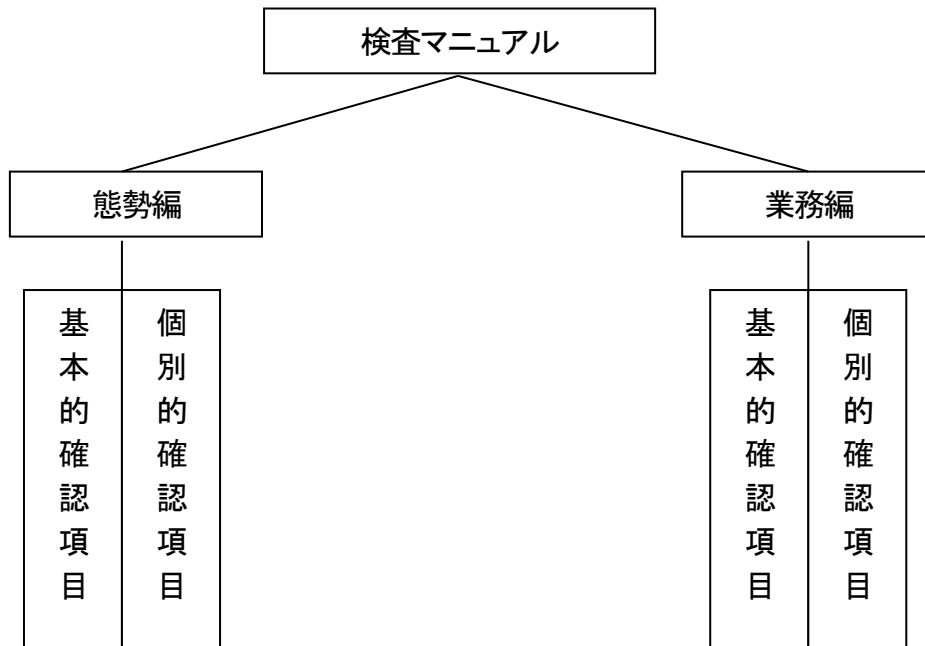 検査マニュアル
態勢編
業務編
基本的確認項目
個別的確認項目
基本的確認項目
個別的確認項目